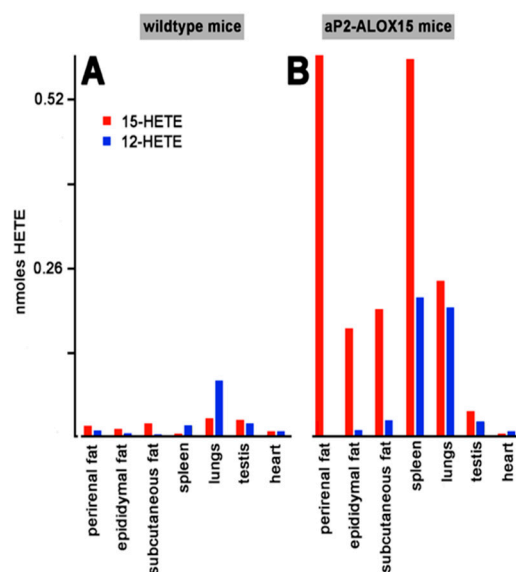 wildtype mice
aP2-ALOX15 mice
A
B
0.52
15-HETE
12-HETE
nmoles HETE
0.26
perirenal fat
epididymal fat
subcutaneous fat
spleen
lungs
testis
heart
perirenal fat
epididymal fat
subcutaneous fat
spleen
lungs
testis
heart